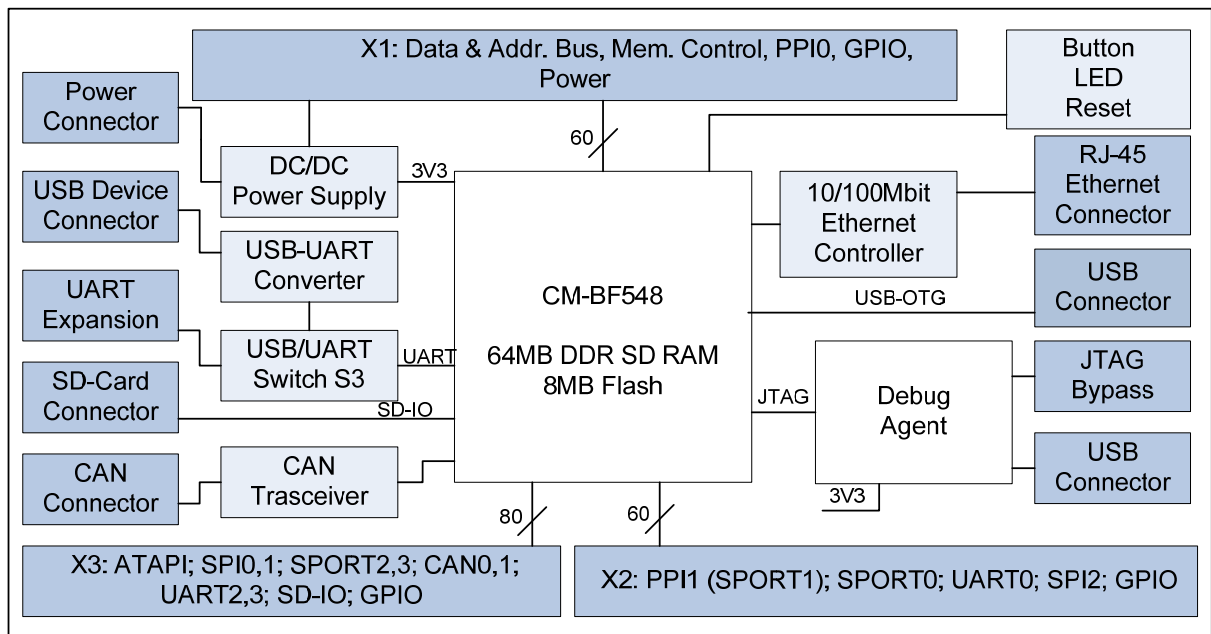 X1: Data & Addr. Bus, Mem. Control, PPI0, GPIO,
Power
Button
LED
Reset
Power
Connector
60
DC/DC
Power Supply
3V3
RJ-45
Ethernet
Connector
USB Device
Connector
10/100Mbit
Ethernet
Controller
USB-UART
Converter
CM-BF548
64MB DDR SD RAM
8MB Flash
USB-OTG
USB
Connector
UART
Expansion
USB/UART
Switch S3
UART
JTAG
Bypass
SD-Card
Connector
SD-IO
JTAG
Debug
Agent
CAN
Connector
CAN
Trasceiver
USB
Connector
3V3
80
60
X3: ATAPI; SPI0,1; SPORT2,3; CAN0,1;
UART2,3; SD-IO; GPIO
X2: PPI1 (SPORT1); SPORT0; UART0; SPI2; GPIO